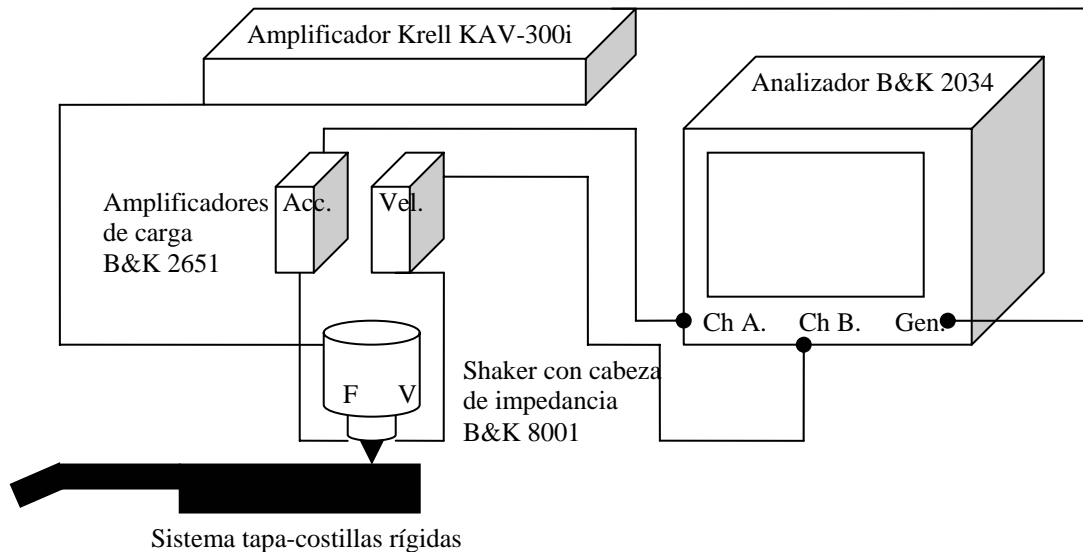 Amplificador Krell KAV-300i
Analizador B&K 2034
Amplificadores
de carga
B&K 2651
Acc.
Vel.
Ch A.
Ch B.
Gen.
F
V
Shaker con cabeza
de impedancia
B&K 8001
Sistema tapa-costillas rígidas